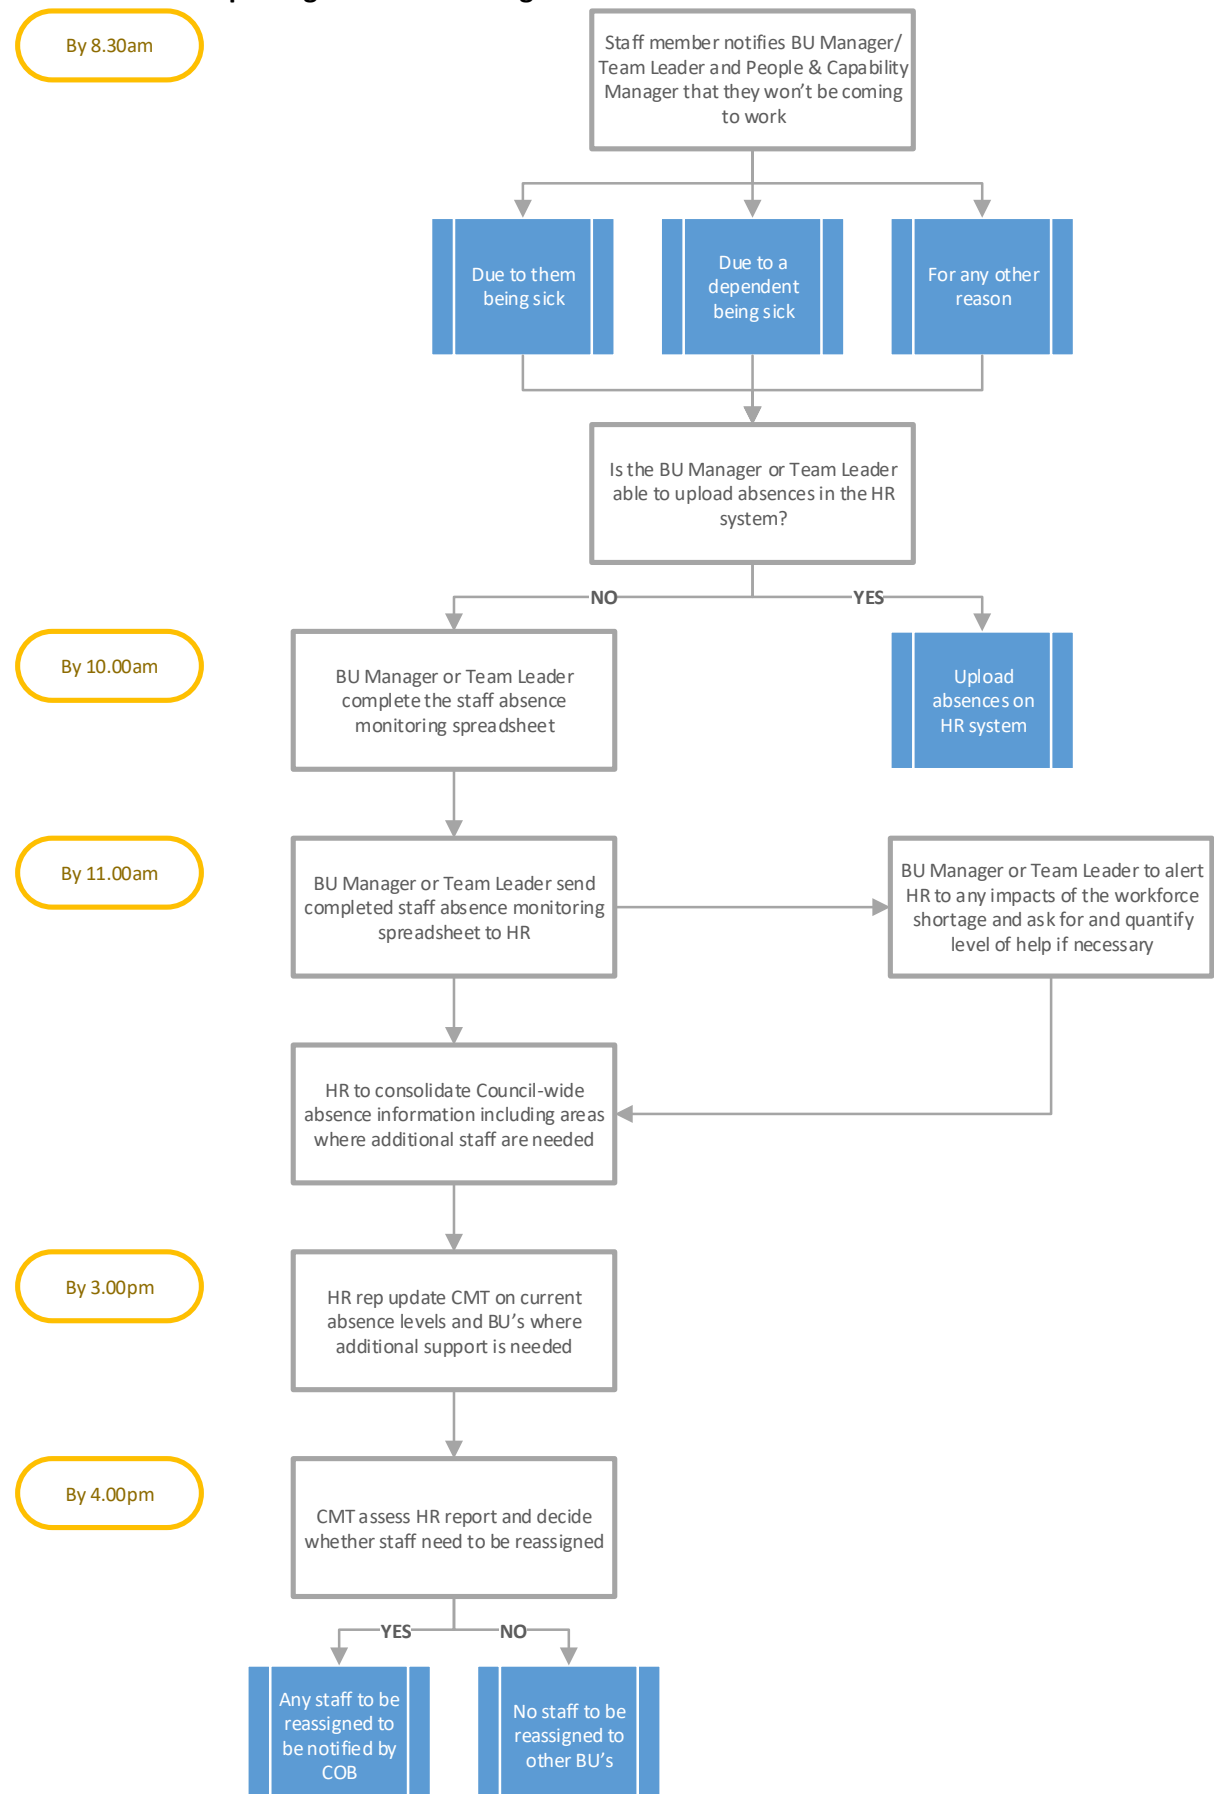 By 8.30am
Staff member notifies BU Manager/
Team Leader and People & Capability
Manager that they won't be coming
to work
Due to them
being sick
Due to a
dependent
being sick
For any other
reason
Is the BU Manager or Team Leader
able to upload absences in the HR
system?
NO
YES
By 10.00am
BU Manager or Team Leader
complete the staff absence
monitoring spreadsheet
Upload
absences on
HR system
By 11.00am
BU Manager or Team Leader send
completed staff absence monitoring
spreadsheet to HR
BU Manager or Team Leader to alert
HR to any impacts of the workforce
shortage and ask for and quantify
level of help if necessary
HR to consolidate Council-wide
absence information including areas
where additional staff are needed
By 3.00pm
HR rep update CMT on current
absence levels and BU's where
additional support is needed
By 4.00pm
CMT assess HR report and decide
whether staff need to be reassigned
YES
NO
Any staff to be
reassigned to
be notified by
COB
No staff to be
reassigned to
other BU's